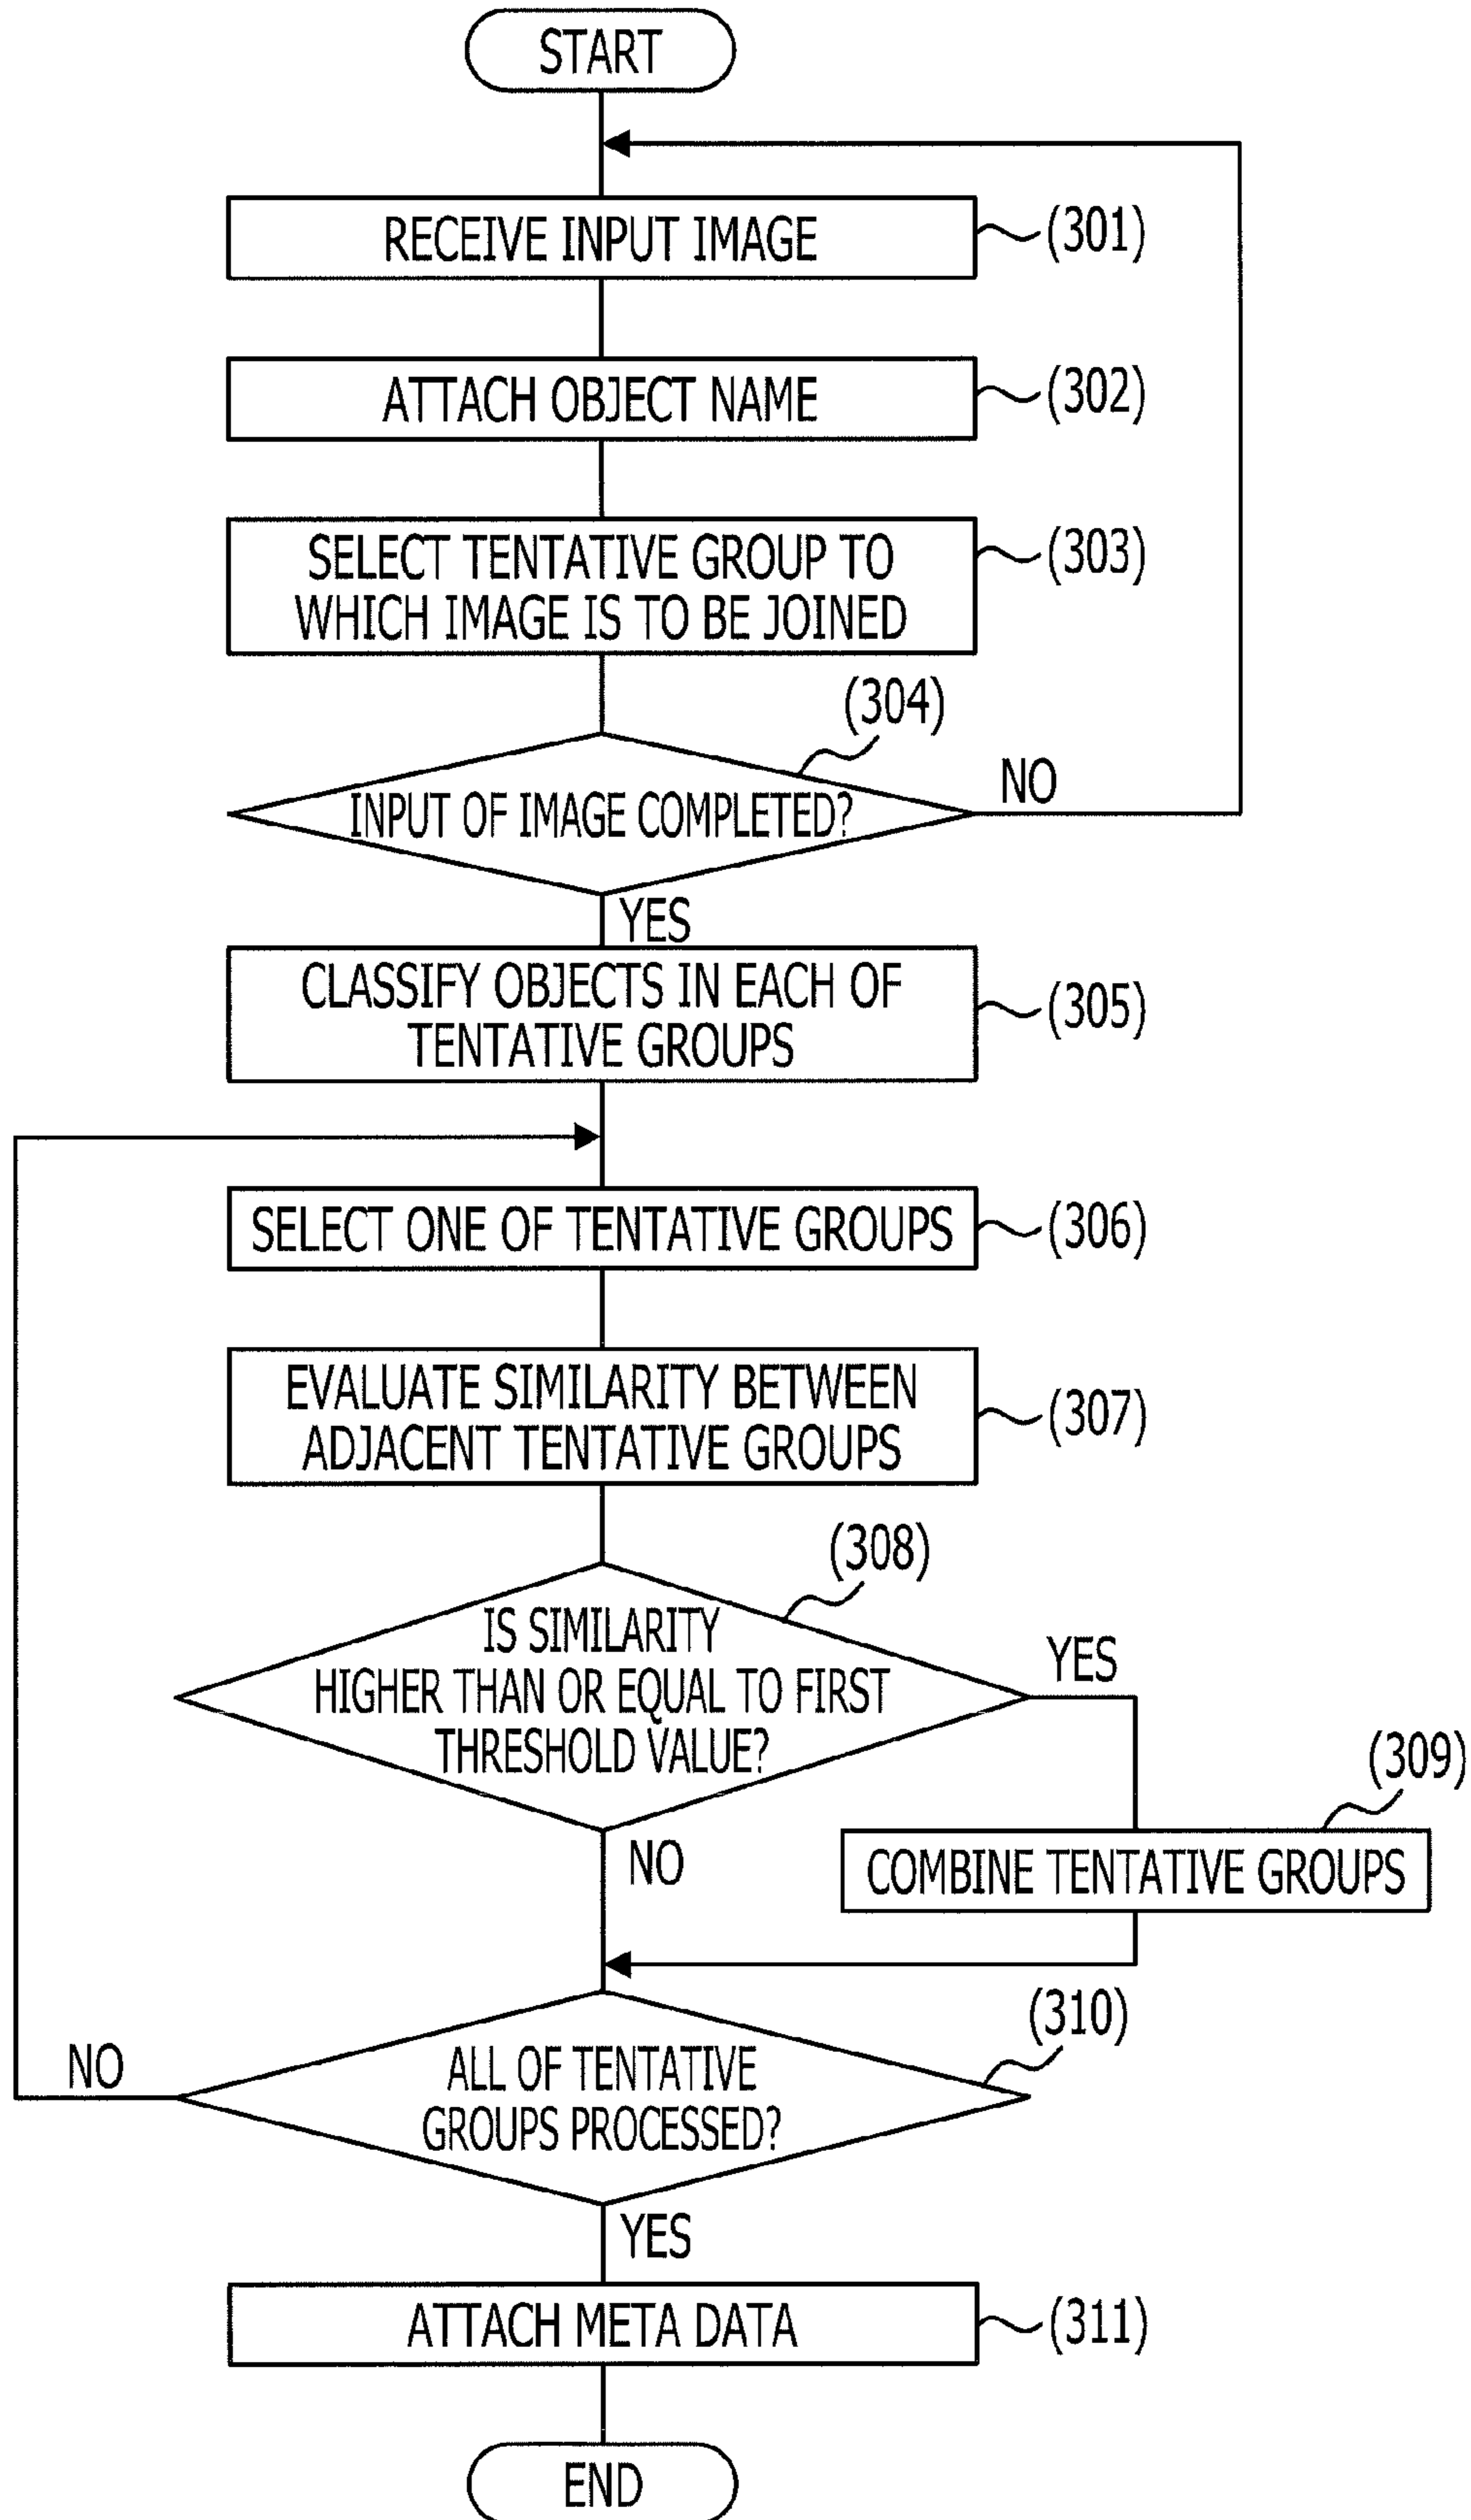 START
RECEIVE INPUT IMAGE
(301)
ATTACH OBJECT NAME
(302)
SELECT TENTATIVE GROUP TO
WHICH IMAGE IS TO BE JOINED
(303)
(304)
INPUT OF IMAGE COMPLETED?
NO
YES
CLASSIFY OBJECTS IN EACH OF
TENTATIVE GROUPS
(305)
SELECT ONE OF TENTATIVE GROUPS
(306)
EVALUATE SIMILARITY BETWEEN
ADJACENT TENTATIVE GROUPS
(307)
(308)
IS SIMILARITY
HIGHER THAN OR EQUAL TO FIRST
THRESHOLD VALUE?
YES
(309)
NO
COMBINE TENTATIVE GROUPS
(310)
NO
ALL OF TENTATIVE
GROUPS PROCESSED?
YES
ATTACH META DATA
(311)
END